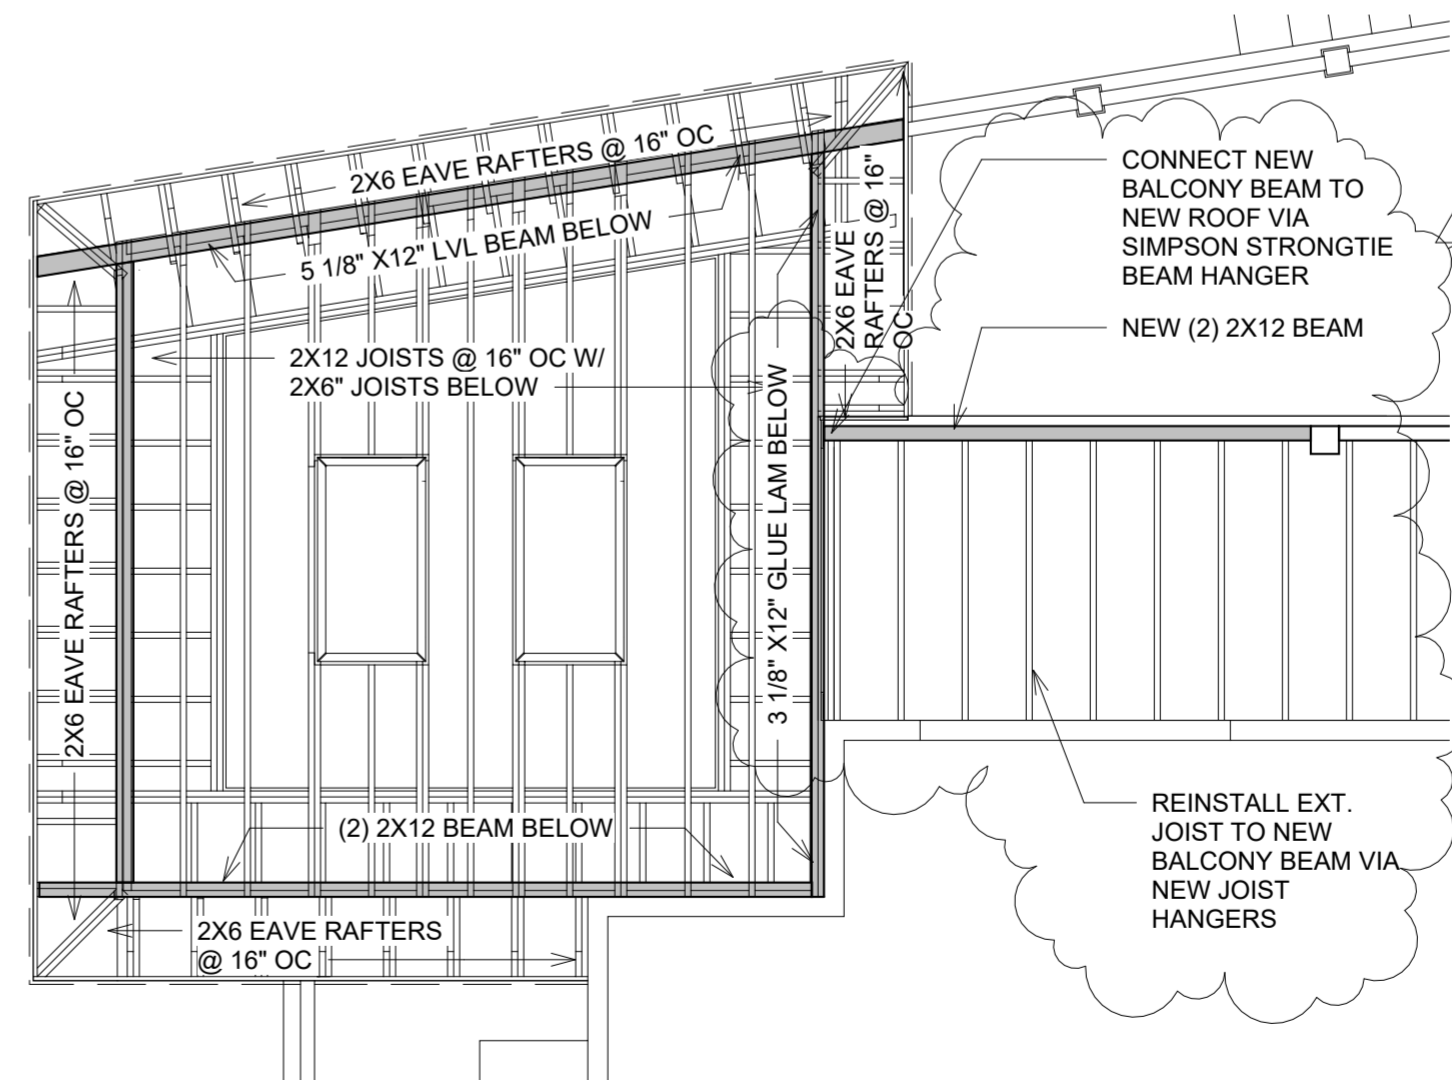 2X6 EAVE RAFTERS @ 16" OC
5 1/8" X12" LVL BEAM BELOW
2X6 EAVE
RAFTERS @ 16"
OC
CONNECT NEW
BALCONY BEAM TO
NEW ROOF VIA
SIMPSON STRONGTIE
BEAM HANGER
NEW (2) 2X12 BEAM
2X12 JOISTS @ 16" OC W/
2X6" JOISTS BELOW
2X6 EAVE RAFTERS @ 16" OC
3 1/8" X12" GLUE LAM BELOW
(2) 2X12 BEAM BELOW
REINSTALL EXT.
JOIST TO NEW
BALCONY BEAM VIA
NEW JOIST
HANGERS
2X6 EAVE RAFTERS
@ 16" OC